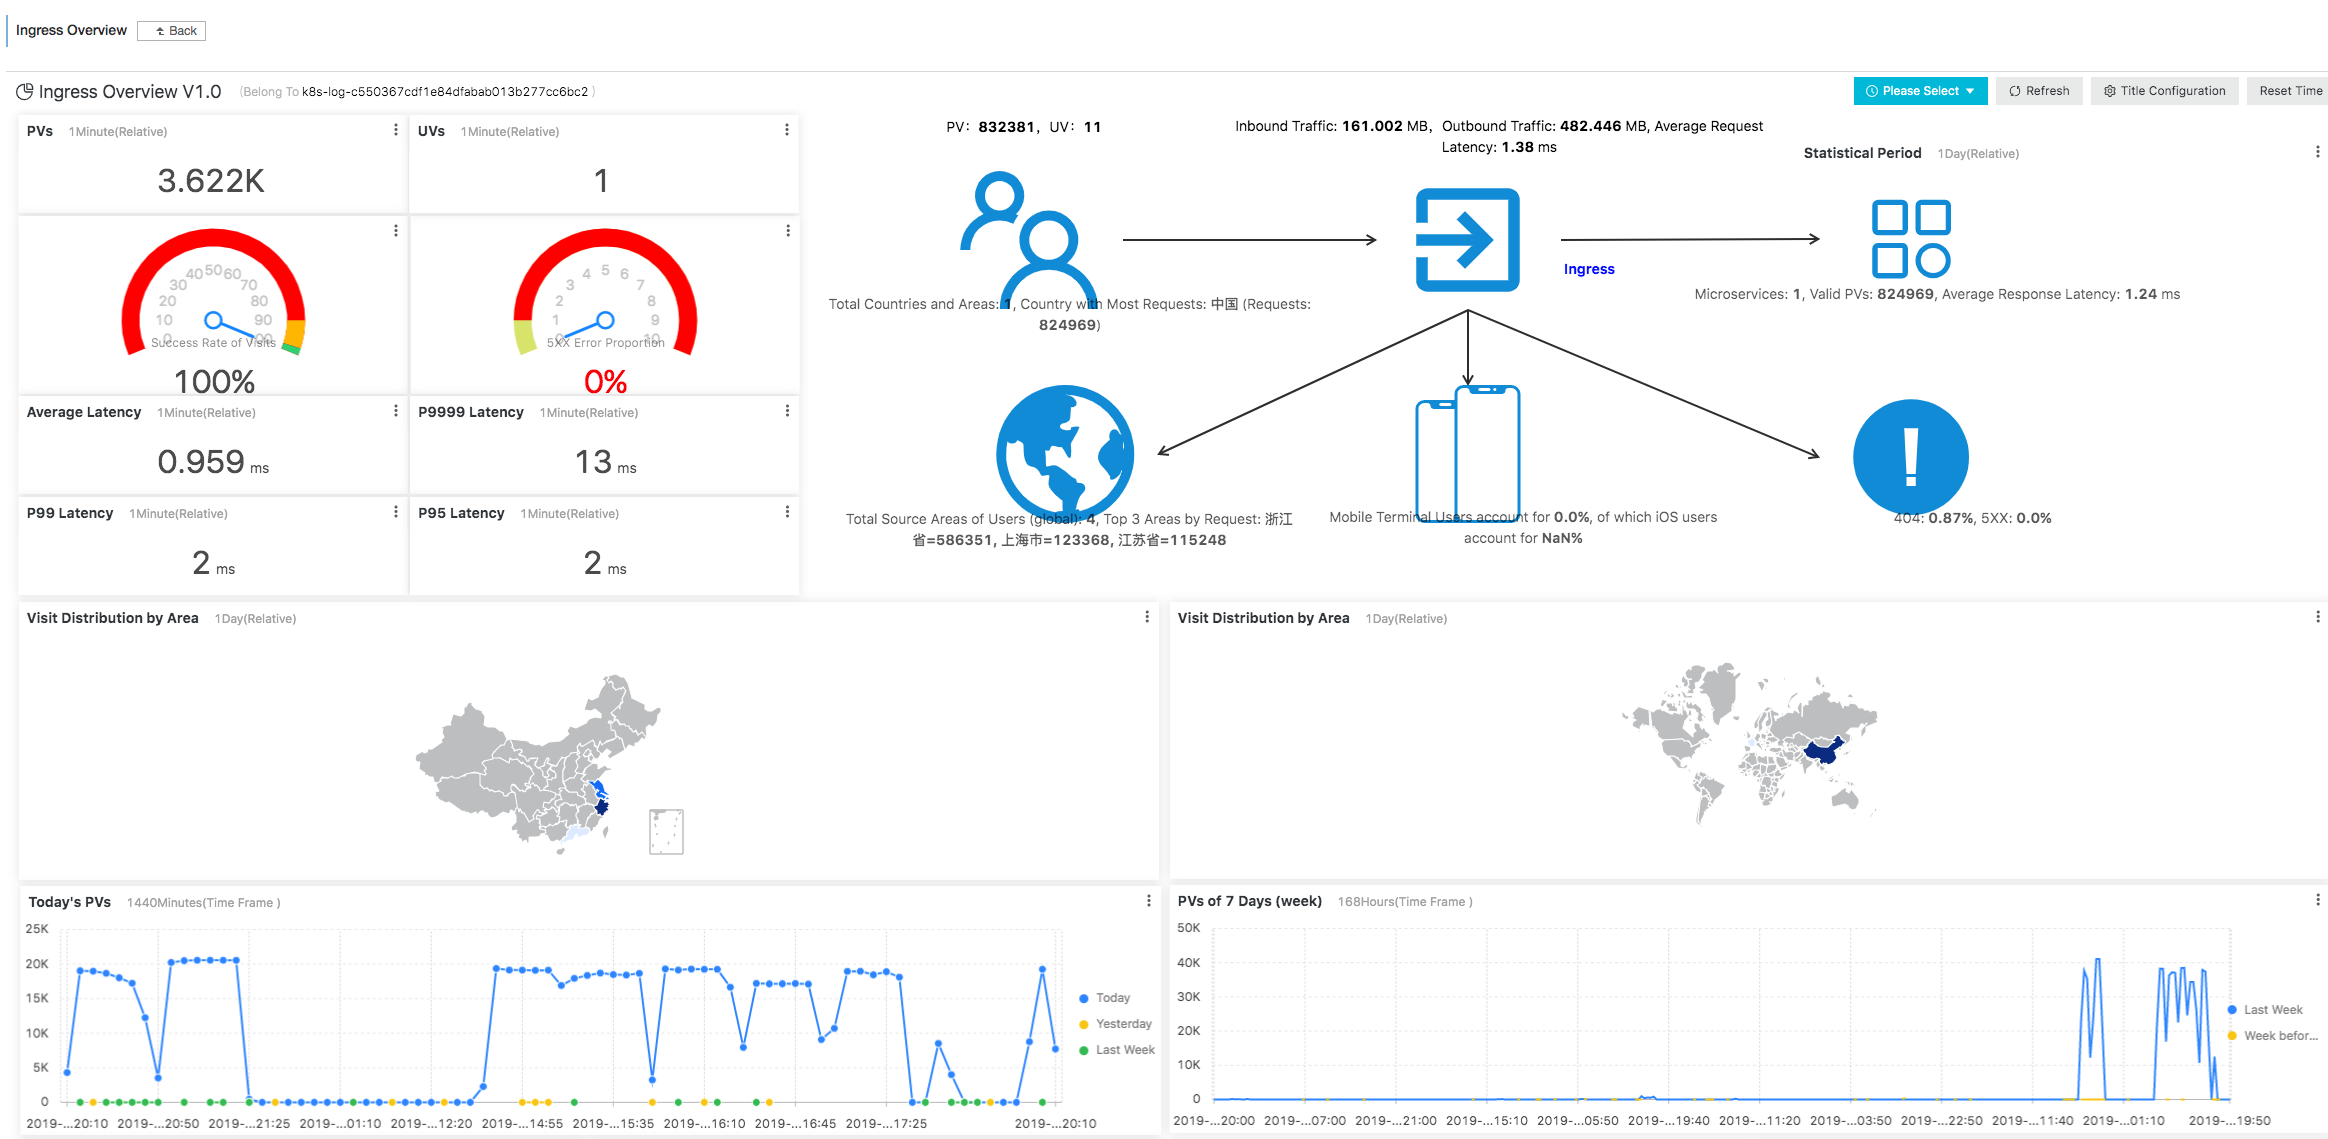 Ingress Overview
Back
Ingress Overview V1.0 (Belong To k8s-log-c550367cdf1e84dfabab013b277cc6bc2 )
Please Select
Refresh
Title Configuration
Reset Time
PVs 1Minute(Relative)
3.622K
UVs 1Minute(Relative)
1
0
10
20
30
40
50
60
70
80
90
Success Rate of Visits
100%
0
1
2
3
4
5
6
7
8
9
10
5XX Error Proportion
0%
Average Latency 1Minute(Relative)
0.959 ms
P9999 Latency 1Minute(Relative)
13 ms
P99 Latency 1Minute(Relative)
2 ms
P95 Latency 1Minute(Relative)
2 ms
PV: 832381, UV: 11
Inbound Traffic: 161.002 MB, Outbound Traffic: 482.446 MB, Average Request
Latency: 1.38 ms
Statistical Period 1Day(Relative)
Ingress
Total Countries and Areas: 1, Country with Most Requests: 中国 (Requests:
824969)
Microservices: 1, Valid PVs: 824969, Average Response Latency: 1.24 ms
Total Source Areas of Users (global): 4, Top 3 Areas by Request: 浙江
省=586351, 上海市=123368, 江苏省=115248
Mobile Terminal Users account for 0.0%, of which iOS users
account for NaN%
404: 0.87%, 5XX: 0.0%
Visit Distribution by Area 1Day(Relative)
Visit Distribution by Area 1Day(Relative)
Today's PVs 1440Minutes(Time Frame )
25K
20K
15K
10K
5K
0
2019-...20:10
2019-...20:50
2019-...21:25
2019-...01:10
2019-...12:20
2019-...14:55
2019-...15:35
2019-...16:10
2019-...16:45
2019-...17:25
2019-...20:10
Today
Yesterday
Last Week
PVs of 7 Days (week) 168Hours(Time Frame )
50K
40K
30K
20K
10K
0
2019-...20:00
2019-...07:00
2019-...21:00
2019-...15:10
2019-...05:50
2019-...19:40
2019-...11:20
2019-...03:50
2019-...22:50
2019-...11:40
2019-...01:10
2019-...19:50
Last Week
Week befor...